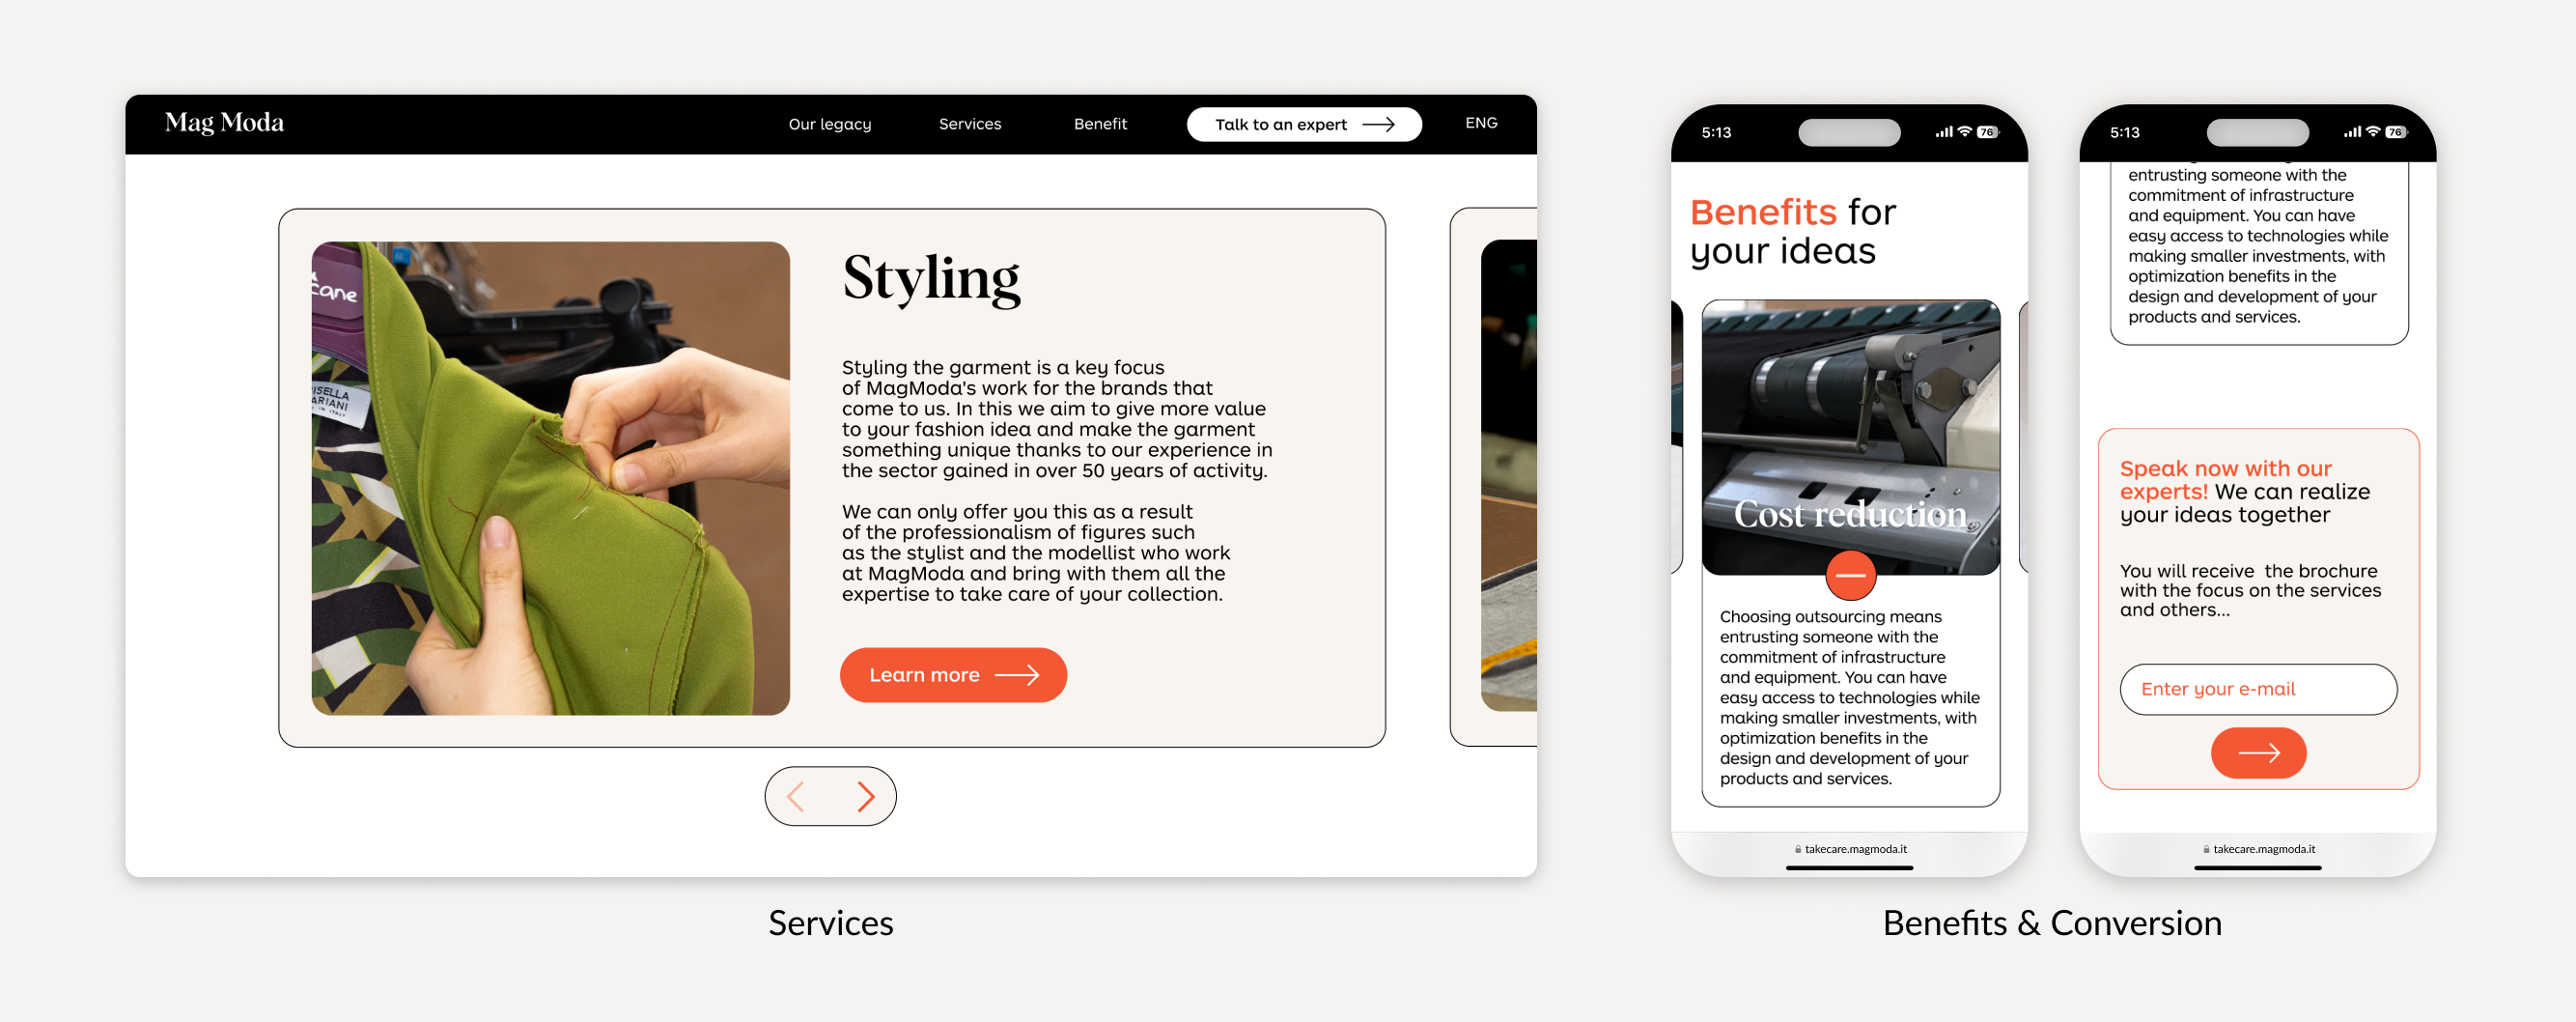 Mag Moda
Our legacy
Services
Benefit
Talk to an expert
ENG
cane
ISELLA
ARIANI
IN ITALY
Styling
Styling the garment is a key focus
of MagModa's work for the brands that
come to us. In this we aim to give more value
to your fashion idea and make the garment
something unique thanks to our experience in
the sector gained in over 50 years of activity.
We can only offer you this as a result
of the professionalism of figures such
as the stylist and the modellist who work
at MagModa and bring with them all the
expertise to take care of your collection.
Learn more
Services
5:13
76
Benefits for
your ideas
Cost reduction
Choosing outsourcing means
entrusting someone with the
commitment of infrastructure
and equipment. You can have
easy access to technologies while
making smaller investments, with
optimization benefits in the
design and development of your
products and services.
takecare.magmoda.it
5:13
76
entrusting someone with the
commitment of infrastructure
and equipment. You can have
easy access to technologies while
making smaller investments, with
optimization benefits in the
design and development of your
products and services.
Speak now with our
experts! We can realize
your ideas together
You will receive  the brochure
with the focus on the services
and others...
Enter your e-mail
takecare.magmoda.it
Benefits & Conversion